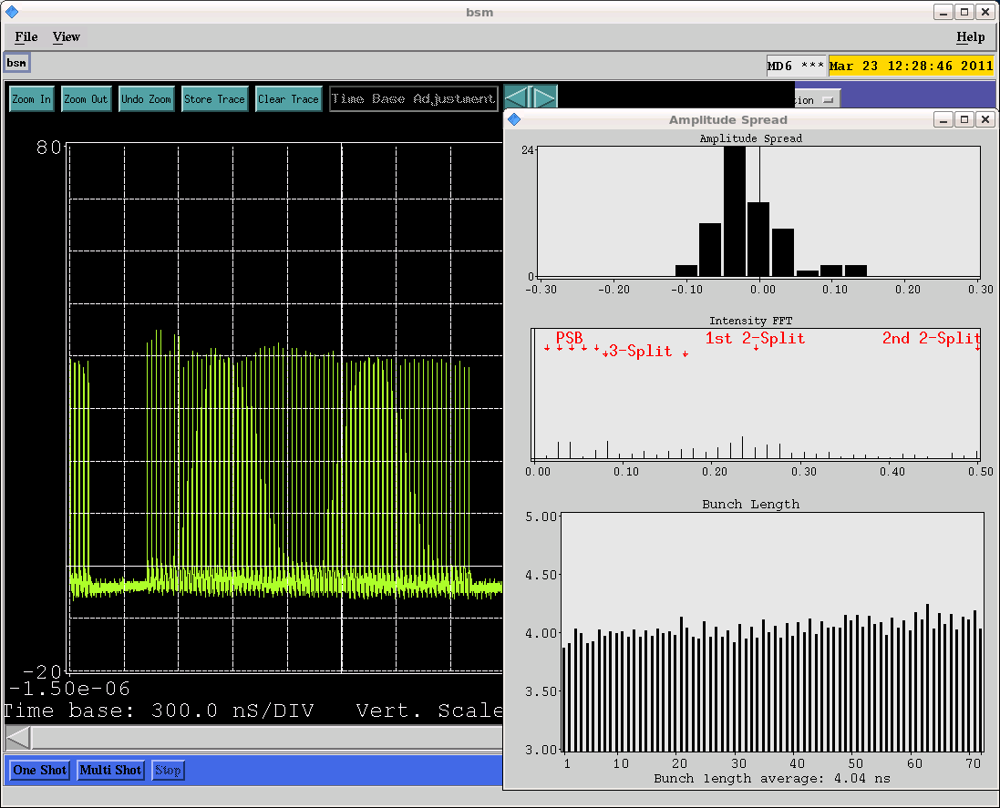 bsm
File View Help
bsm
MD6 *** Mar 23 12:28:46 2011
Zoom In Zoom Out Undo Zoom Store Trace Clear Trace Time Base Adjustment
tion
80
-20
-1.50e-06
Time base: 300.0 nS/DIV Vert. Scale
One Shot Multi Shot Stop
Amplitude Spread
Amplitude Spread
24
0
-0.30 -0.20 -0.10 0.00 0.10 0.20 0.30
Intensity FFT
PSB 1st 2-Split 2nd 2-Split
3-Split
0.00 0.10 0.20 0.30 0.40 0.50
Bunch Length
5.00
4.50
4.00
3.50
3.00
1 10 20 30 40 50 60 70
Bunch length average: 4.04 ns